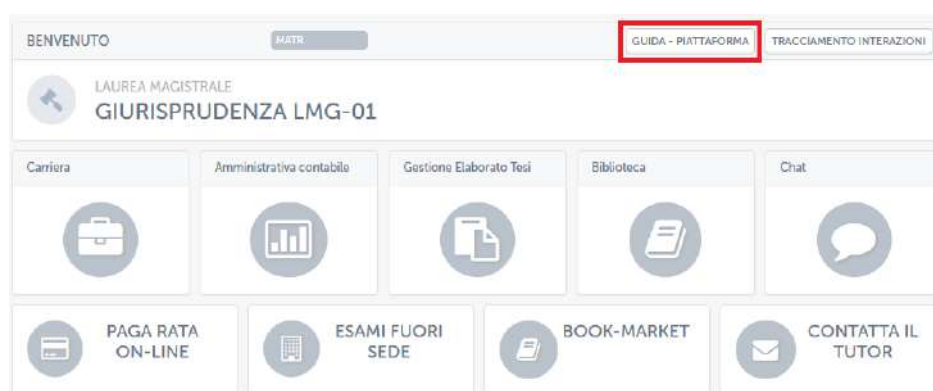 BENVENUTO MATR. GUIDA - PIATTAFORMA TRACCIAMENTO INTERAZIONI
LAUREA MAGISTRALE
GIURISPRUDENZA LMG-01
Carriera Amministrativa contabile Gestione Elaborato Tesi Biblioteca Chat
PAGA RATA ESAMI FUORI BOOK-MARKET CONTATTA IL
ON-LINE SEDE TUTOR